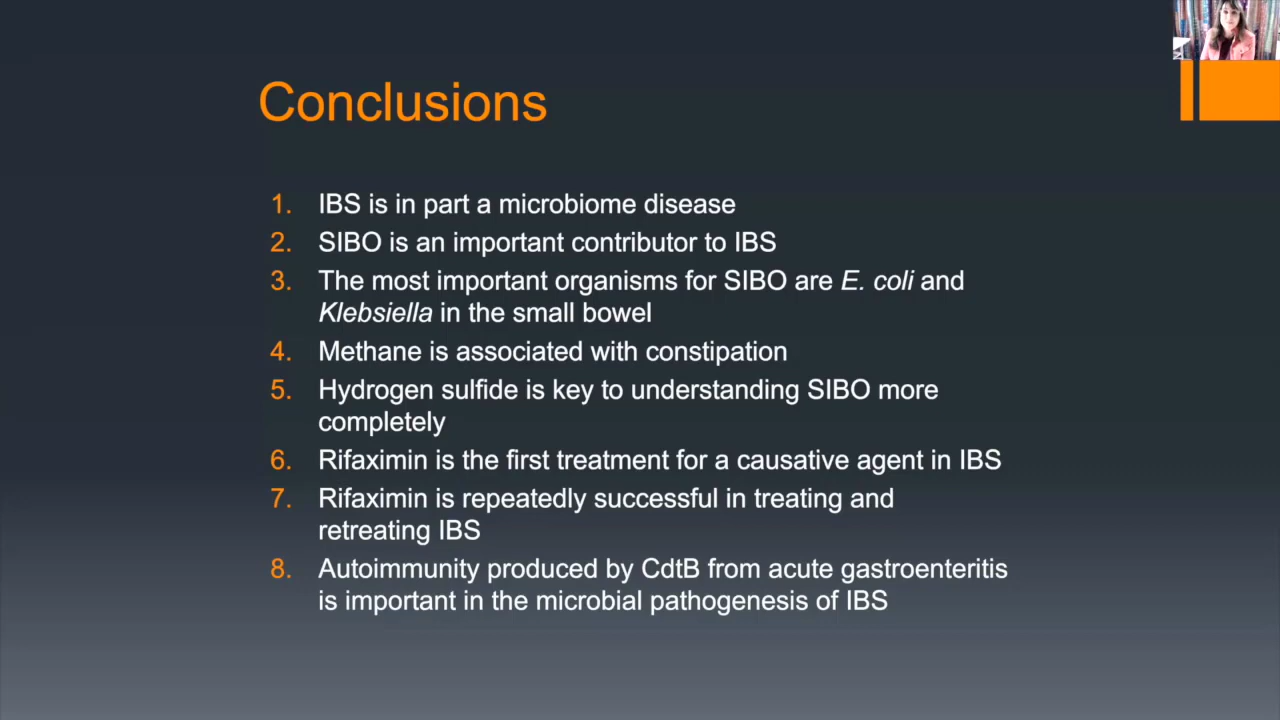 Conclusions
1. IBS is in part a microbiome disease
2. SIBO is an important contributor to IBS
3. The most important organisms for SIBO are E. coli and
Klebsiella in the small bowel
4. Methane is associated with constipation
5. Hydrogen sulfide is key to understanding SIBO more
completely
6. Rifaximin is the first treatment for a causative agent in IBS
7. Rifaximin is repeatedly successful in treating and
retreating IBS
8. Autoimmunity produced by CdtB from acute gastroenteritis
is important in the microbial pathogenesis of IBS